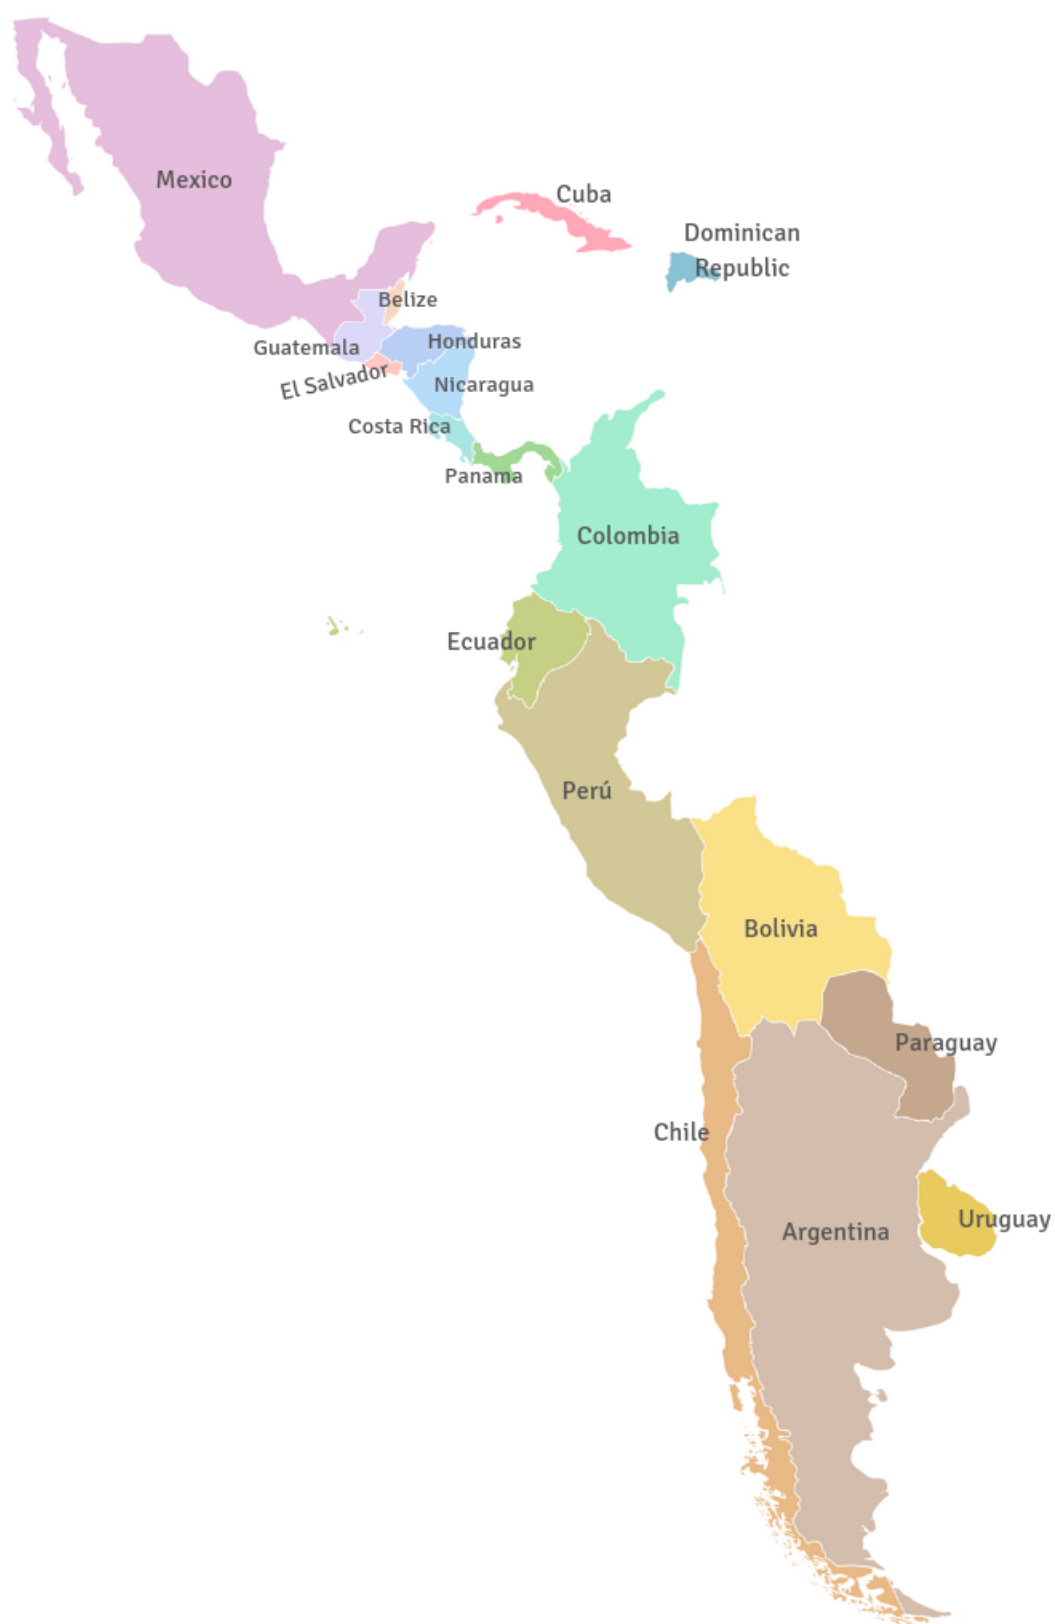 Mexico
Cuba
Dominican
Republic
Belize
Guatemala
Honduras
El Salvador
Nicaragua
Costa Rica
Panama
Colombia
Ecuador
Perú
Bolivia
Paraguay
Chile
Uruguay
Argentina